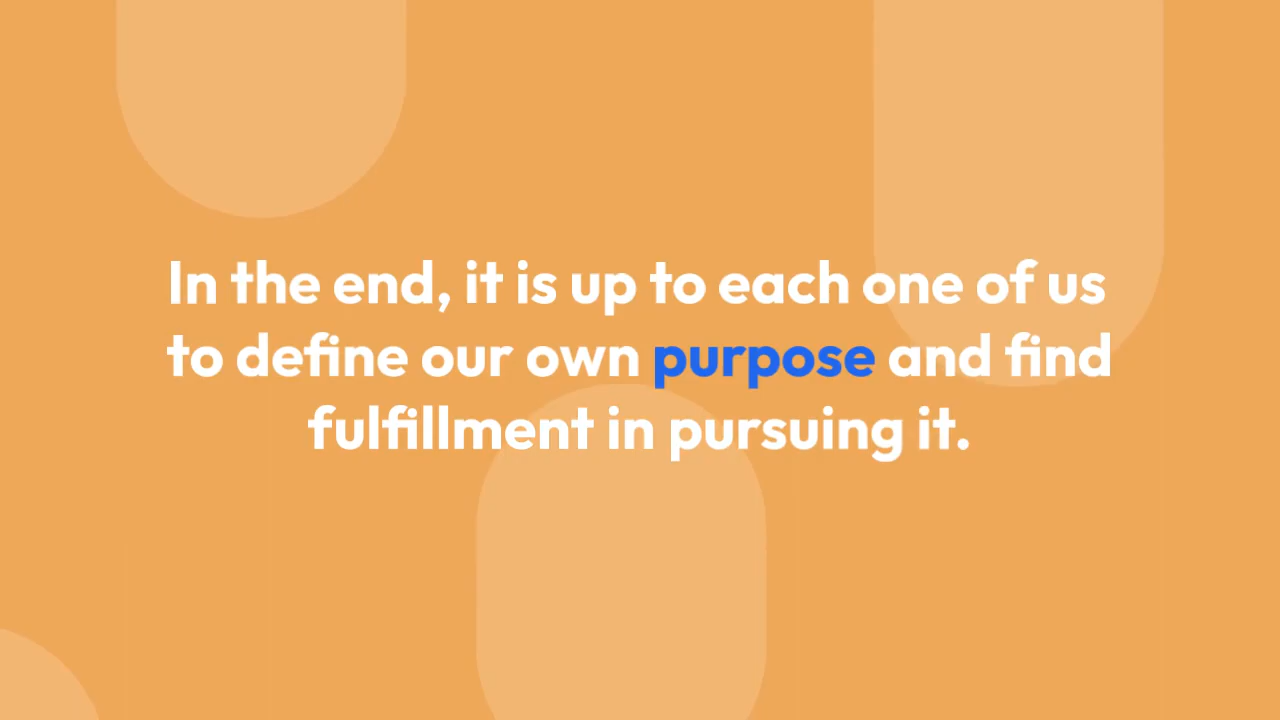 In the end, it is up to each one of us
to define our own purpose and find
fulfillment in pursuing it.